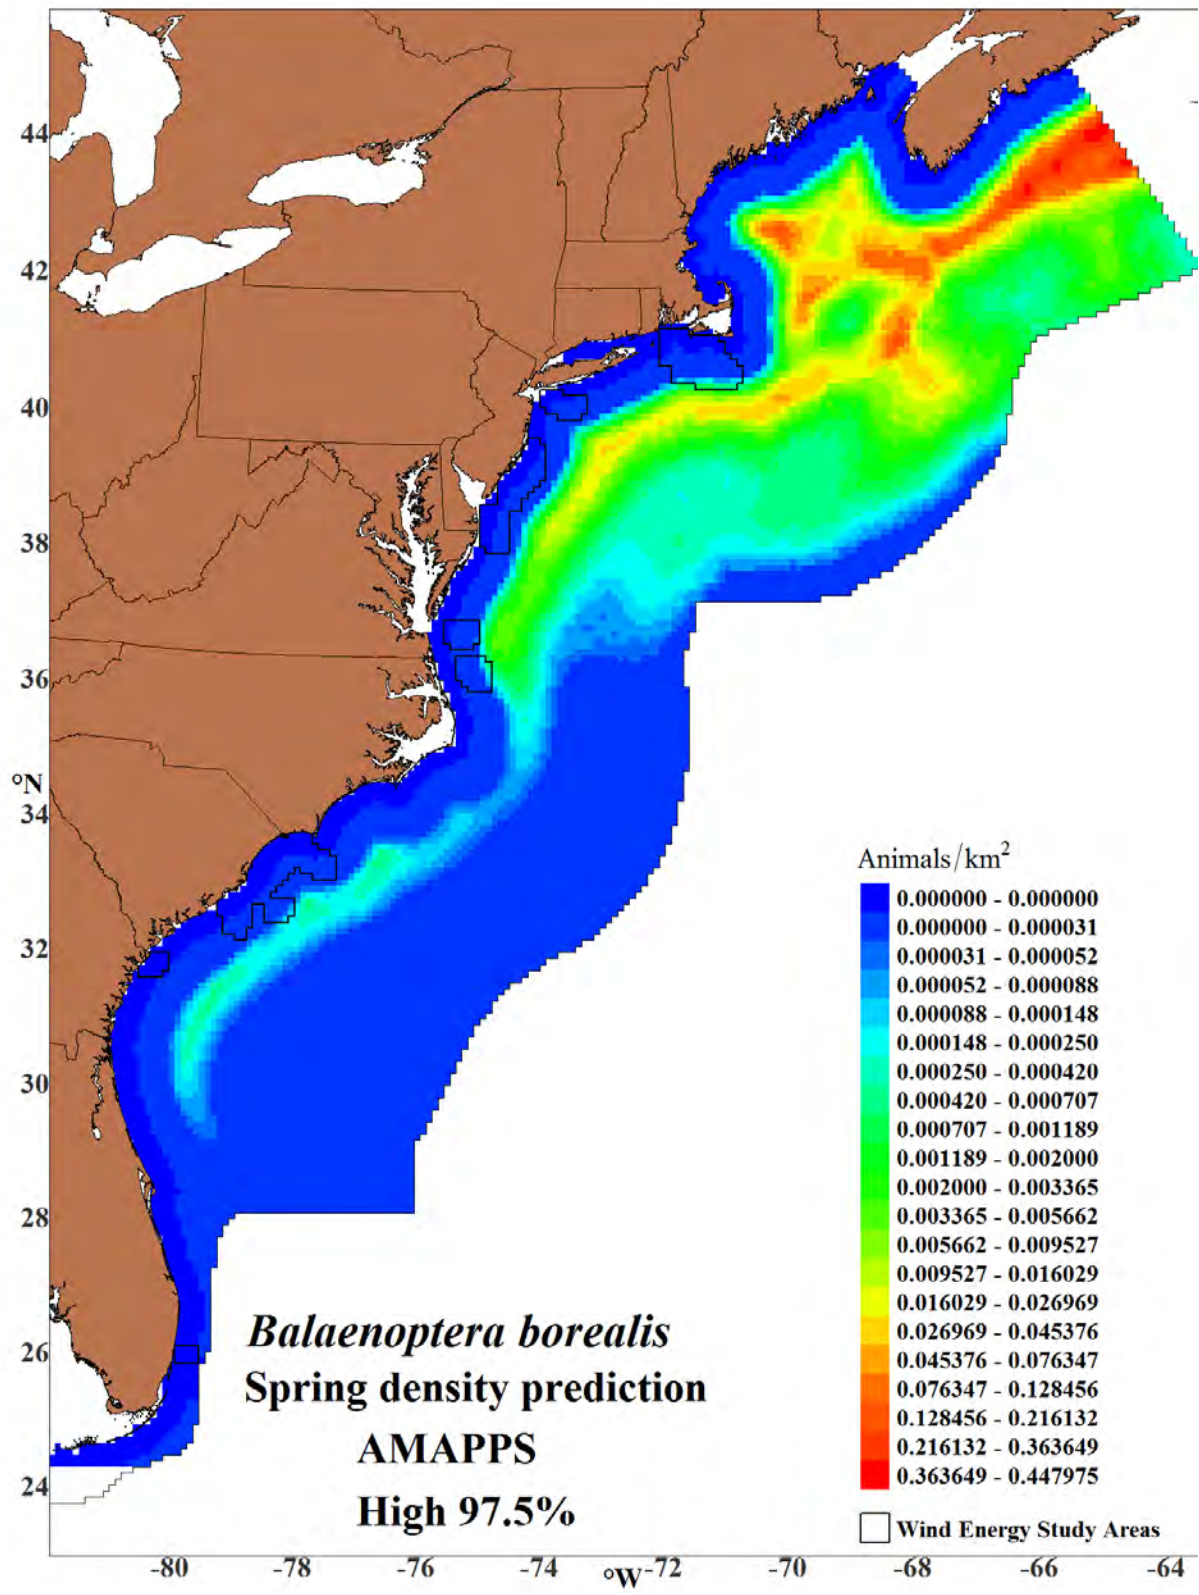 44
42
40
38
36
°N
34
32
30
28
26
24
Animals/km²
0.000000 - 0.000000
0.000000 - 0.000031
0.000031 - 0.000052
0.000052 - 0.000088
0.000088 - 0.000148
0.000148 - 0.000250
0.000250 - 0.000420
0.000420 - 0.000707
0.000707 - 0.001189
0.001189 - 0.002000
0.002000 - 0.003365
0.003365 - 0.005662
0.005662 - 0.009527
0.009527 - 0.016029
0.016029 - 0.026969
0.026969 - 0.045376
0.045376 - 0.076347
0.076347 - 0.128456
0.128456 - 0.216132
0.216132 - 0.363649
0.363649 - 0.447975
Wind Energy Study Areas
Balaenoptera borealis
Spring density prediction
AMAPPS
High 97.5%
-80 -78 -76 -74 °W -72 -70 -68 -66 -64